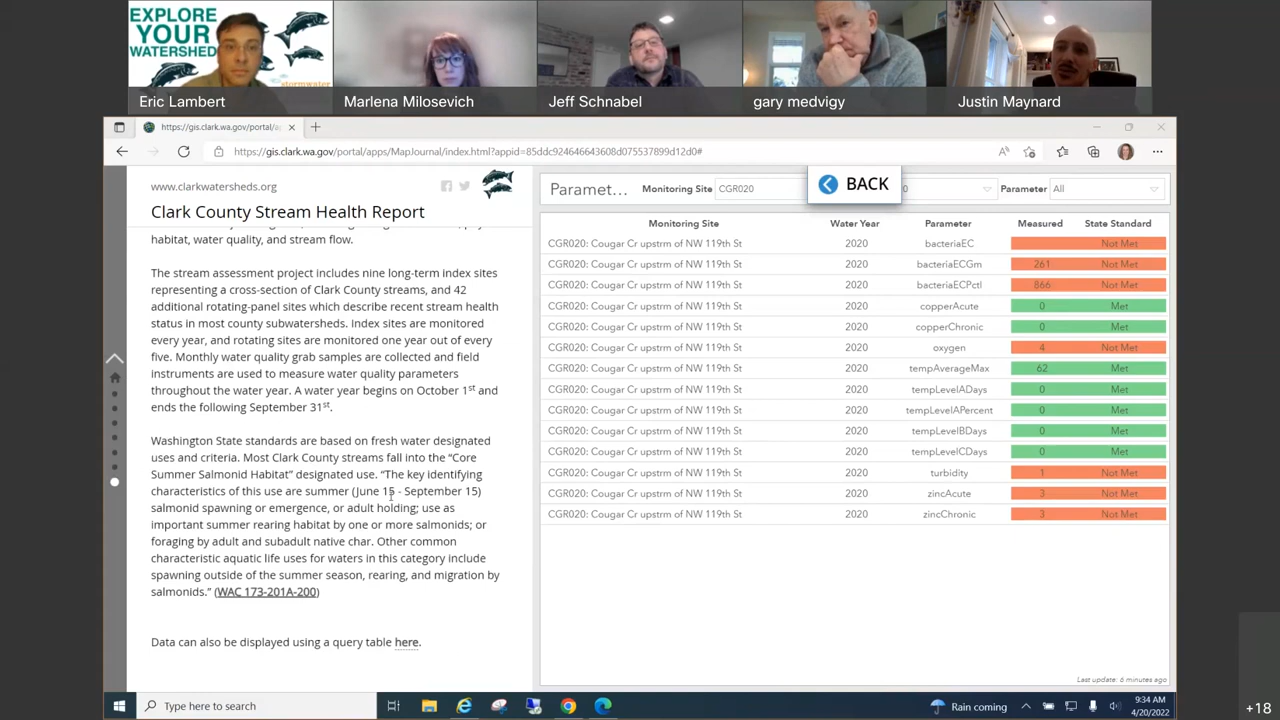 EXPLORE
YOUR
WATERSHED
stormwater
Eric Lambert
Marlena Milosevich
Jeff Schnabel
gary medvigy
Justin Maynard
https://gis.clark.wa.gov/portal/a
https://gis.clark.wa.gov/portal/apps/MapJournal/index.html?appid=85ddc924646643608d075537899d12d0#
www.clarkwatersheds.org
Clark County Stream Health Report
habitat, water quality, and stream flow.
The stream assessment project includes nine long-term index sites
representing a cross-section of Clark County streams, and 42
additional rotating-panel sites which describe recent stream health
status in most county subwatersheds. Index sites are monitored
every year, and rotating sites are monitored one year out of every
five. Monthly water quality grab samples are collected and field
instruments are used to measure water quality parameters
throughout the water year. A water year begins on October 1st and
ends the following September 31st.
Washington State standards are based on fresh water designated
uses and criteria. Most Clark County streams fall into the “Core
Summer Salmonid Habitat” designated use. “The key identifying
characteristics of this use are summer (June 15 - September 15)
salmonid spawning or emergence, or adult holding; use as
important summer rearing habitat by one or more salmonids; or
foraging by adult and subadult native char. Other common
characteristic aquatic life uses for waters in this category include
spawning outside of the summer season, rearing, and migration by
salmonids.” (WAC 173-201A-200)
Data can also be displayed using a query table here.
Paramet... Monitoring Site CGR020 BACK 0 Parameter All
Monitoring Site Water Year Parameter Measured State Standard
CGR020: Cougar Cr upstrm of NW 119th St 2020 bacteriaEC Not Met
CGR020: Cougar Cr upstrm of NW 119th St 2020 bacteriaECGm 261 Not Met
CGR020: Cougar Cr upstrm of NW 119th St 2020 bacteriaECPctl 866 Not Met
CGR020: Cougar Cr upstrm of NW 119th St 2020 copperAcute 0 Met
CGR020: Cougar Cr upstrm of NW 119th St 2020 copperChronic 0 Met
CGR020: Cougar Cr upstrm of NW 119th St 2020 oxygen 4 Not Met
CGR020: Cougar Cr upstrm of NW 119th St 2020 tempAverageMax 62 Met
CGR020: Cougar Cr upstrm of NW 119th St 2020 tempLevelADays 0 Met
CGR020: Cougar Cr upstrm of NW 119th St 2020 tempLevelAPercent 0 Met
CGR020: Cougar Cr upstrm of NW 119th St 2020 tempLevelBDays 0 Met
CGR020: Cougar Cr upstrm of NW 119th St 2020 tempLevelCDays 0 Met
CGR020: Cougar Cr upstrm of NW 119th St 2020 turbidity 1 Not Met
CGR020: Cougar Cr upstrm of NW 119th St 2020 zincAcute 3 Not Met
CGR020: Cougar Cr upstrm of NW 119th St 2020 zincChronic 3 Not Met
Last update: 6 minutes ago
Type here to search
Rain coming
9:34 AM
4/20/2022
+18